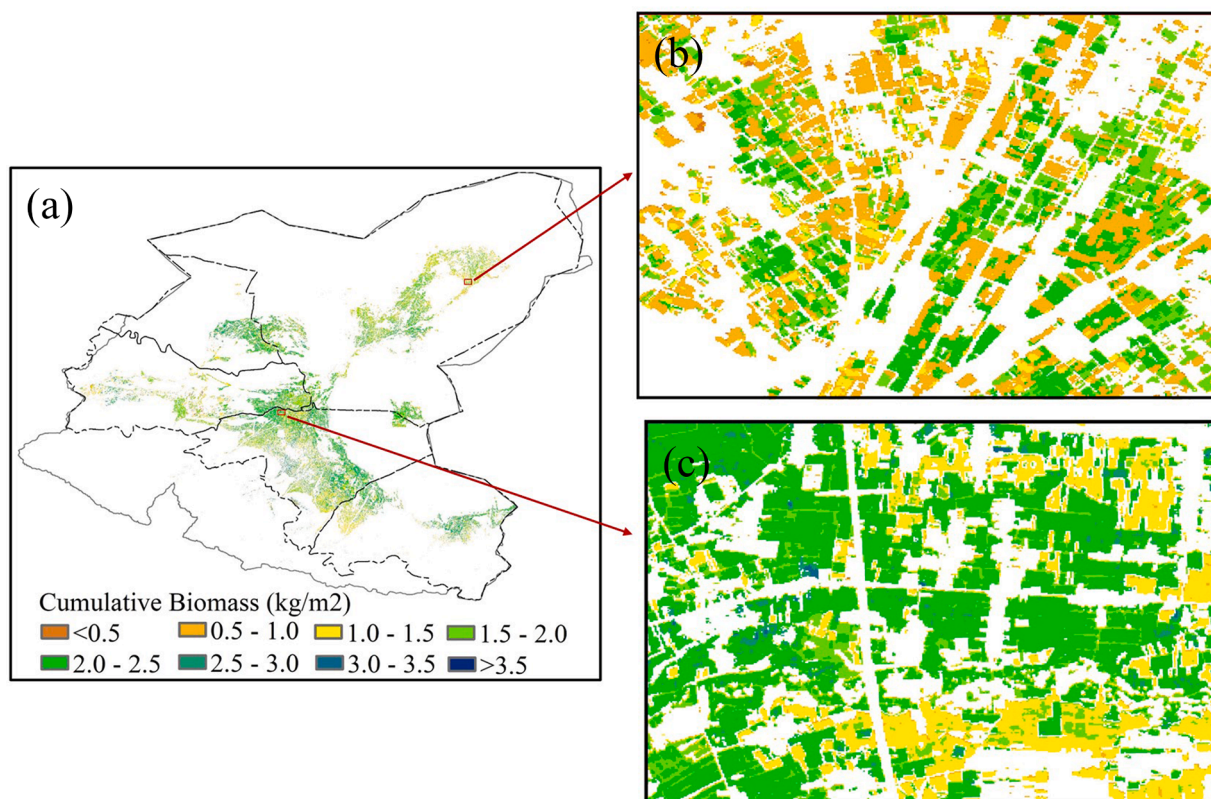 (a)
(b)
(c)
Cumulative Biomass (kg/m2)
<0.5 0.5 - 1.0 1.0 - 1.5 1.5 - 2.0
2.0 - 2.5 2.5 - 3.0 3.0 - 3.5 >3.5